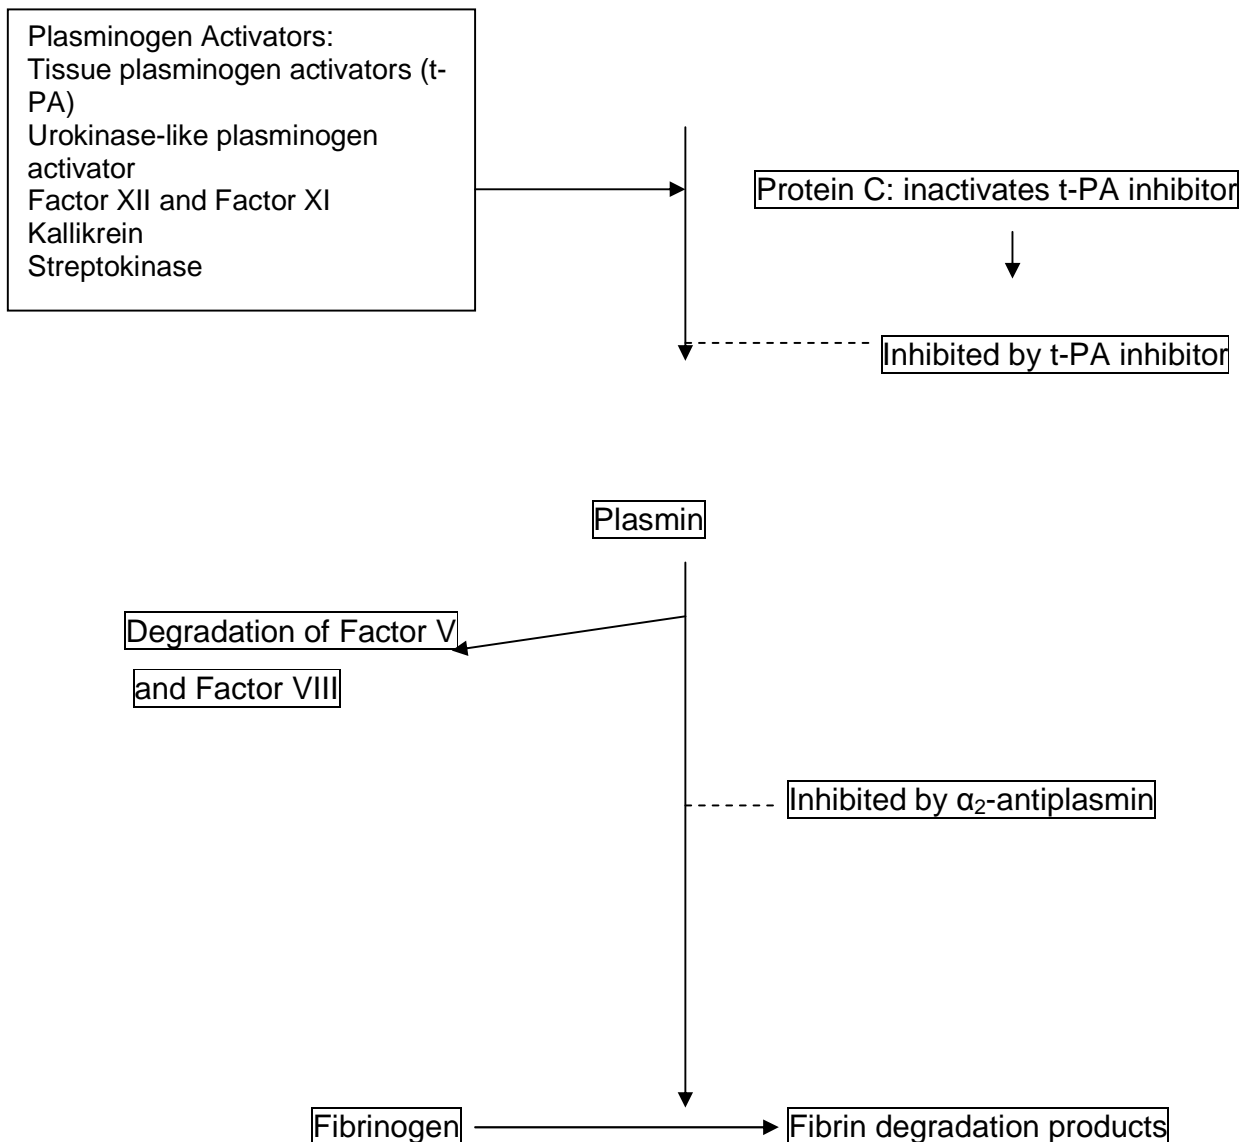 Plasminogen Activators:
Tissue plasminogen activators (t-
PA)
Urokinase-like plasminogen
activator
Factor XII and Factor XI
Kallikrein
Streptokinase
Protein C: inactivates t-PA inhibitor
Inhibited by t-PA inhibitor
Plasmin
Degradation of Factor V
and Factor VIII
Inhibited by α₂-antiplasmin
Fibrinogen
Fibrin degradation products